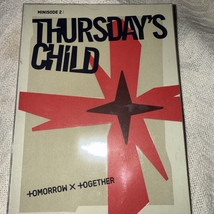 MINISODE 2:
THURSDAY'S
CHILD
TOMORROW X TOGETHER